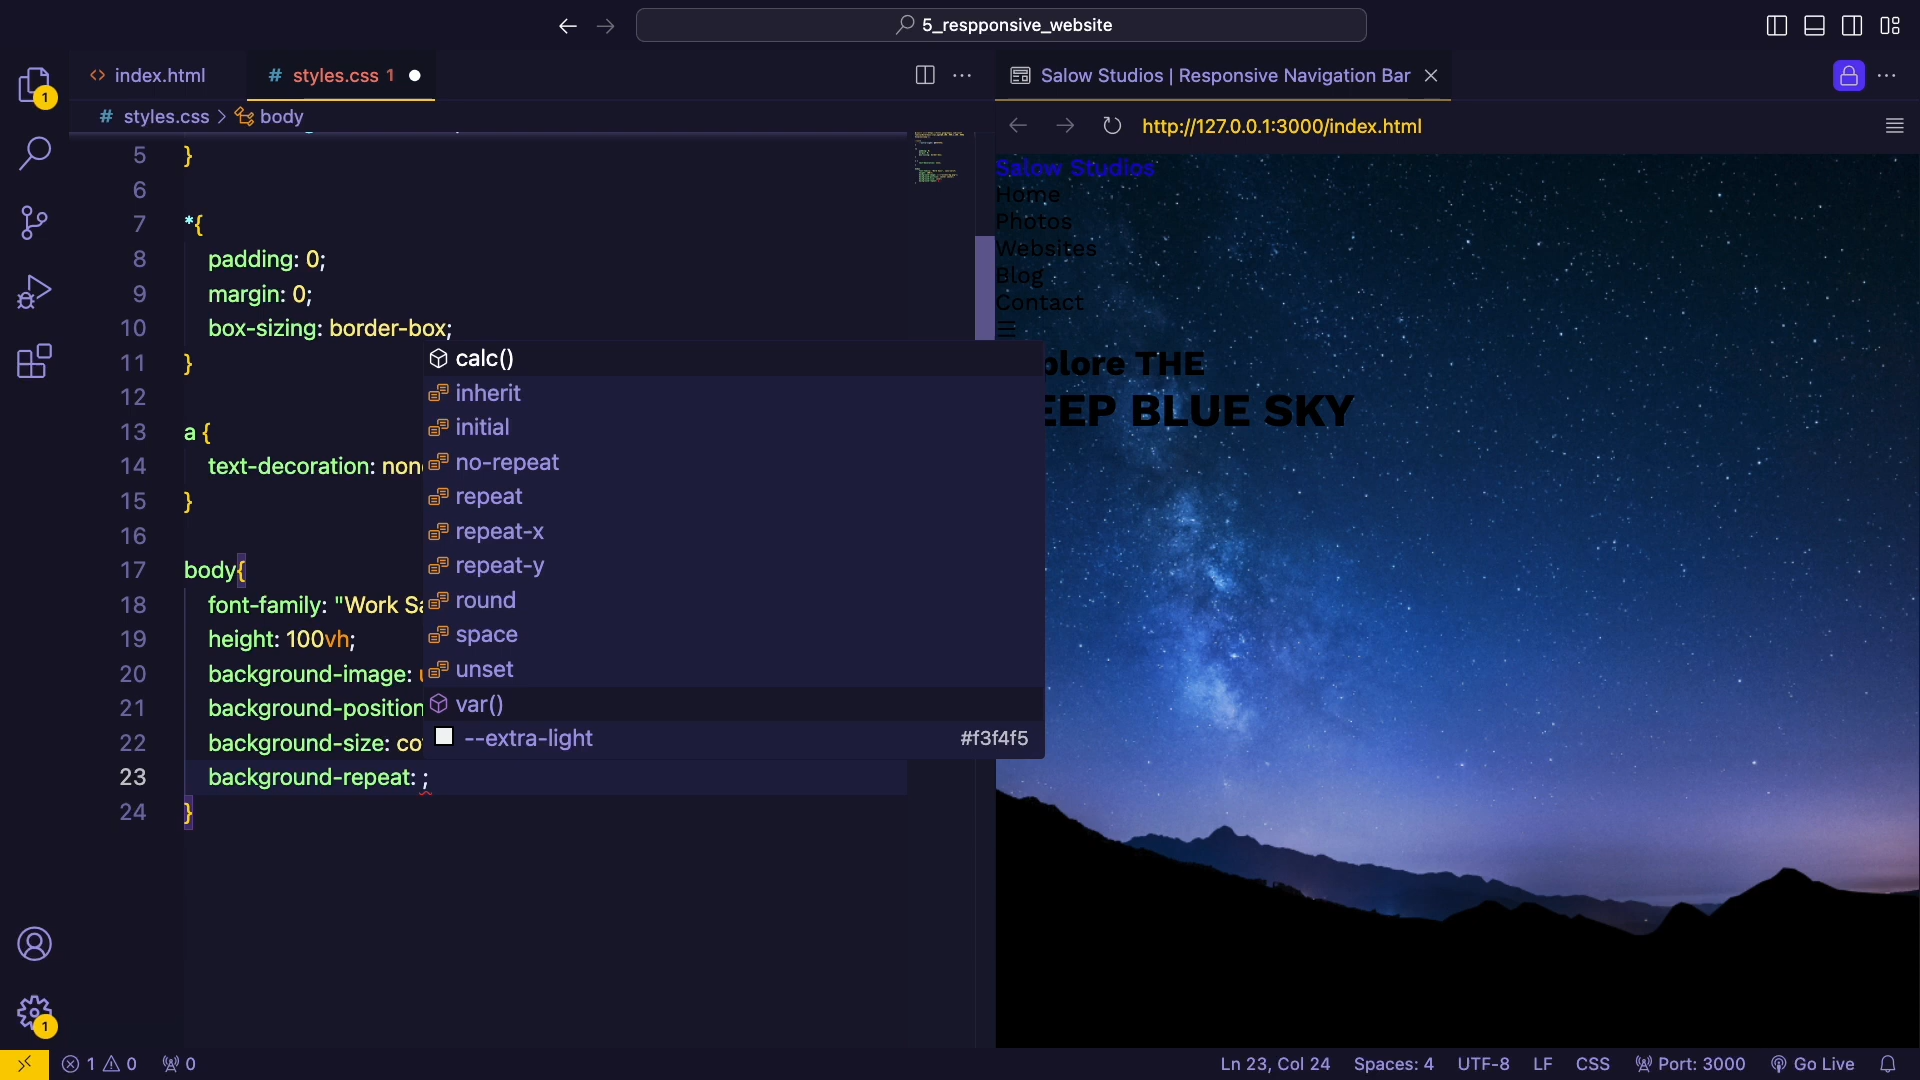 5_respponsive_website
index.html
styles.css 1
Salow Studios | Responsive Navigation Bar
styles.css > body
http://127.0.0.1:3000/index.html
5 }
6
7 *{
8 padding: 0;
9 margin: 0;
10 box-sizing: border-box;
11 }
12
13 a {
14 text-decoration: non
15 }
16
17 body{
18 font-family: "Work Sa
19 height: 100vh;
20 background-image: u
21 background-position
22 background-size: co
23 background-repeat: ;
24 }
calc()
inherit
initial
no-repeat
repeat
repeat-x
repeat-y
round
space
unset
var()
--extra-light #f3f4f5
Salow Studios
Home
Photos
Websites
Blog
Contact
plore THE
EEP BLUE SKY
1
1
1 0 0
Ln 23, Col 24 Spaces: 4 UTF-8 LF CSS Port: 3000 Go Live